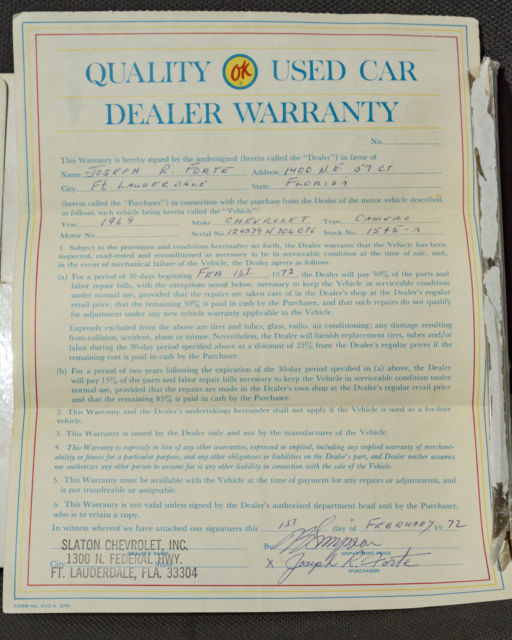 QUALITY OK USED CAR
DEALER WARRANTY
No.
This Warranty is hereby signed by the undersigned (herein called the "Dealer") in favor of
Name JOSEPH R. FORTE Address 1400 N.E 57 CT.
City FT. LAUDERDALE State FLORIDA
(herein called the "Purchaser") in connection with the purchase from the Dealer of the motor vehicle described
as follows, such vehicle being herein called the "Vehicle":
Year 1969 Make CHEVROLET Type CAMERO
Motor No. Serial No. 124379N706076 Stock No. 1545-A
1. Subject to the provisions and conditions hereinafter set forth, the Dealer warrants that the Vehicle has been
inspected, road-tested and reconditioned as necessary to be in serviceable condition at the time of sale, and,
in the event of mechanical failure of the Vehicle, the Dealer agrees as follows:
(a) For a period of 30 days beginning FEB 1ST, 1972, the Dealer will pay 50% of the parts and
labor repair bills, with the exceptions noted below, necessary to keep the Vehicle in serviceable condition
under normal use, provided that the repairs are taken care of in the Dealer's shop at the Dealer's regular
retail price, that the remaining 50% is paid in cash by the Purchaser, and that such repairs do not qualify
for adjustment under any new vehicle warranty applicable to the Vehicle.
Expressly excluded from the above are tires and tubes, glass, radio, air conditioning; any damage resulting
from collision, accident, abuse or misuse. Nevertheless, the Dealer will furnish replacement tires, tubes and/or
labor during the 30-day period specified above at a discount of 25% from the Dealer's regular prices if the
remaining cost is paid in cash by the Purchaser.
(b) For a period of two years following the expiration of the 30-day period specified in (a) above, the Dealer
will pay 15% of the parts and labor repair bills necessary to keep the Vehicle in serviceable condition under
normal use, provided that the repairs are made in the Dealer's own shop at the Dealer's regular retail price
and that the remaining 85% is paid in cash by the Purchaser.
2. This Warranty and the Dealer's undertakings hereunder shall not apply if the Vehicle is used as a for-hire
vehicle.
3. This Warranty is issued by the Dealer only and not by the manufacturer of the Vehicle.
4. This Warranty is expressly in lieu of any other warranties, expressed or implied, including any implied warranty of merchant-
ability or fitness for a particular purpose, and any other obligations or liabilities on the Dealer's part, and Dealer neither assumes
nor authorizes any other person to assume for it any other liability in connection with the sale of the Vehicle.
5. This Warranty must be available with the Vehicle at the time of payment for any repairs or adjustments, and
is not transferable or assignable.
6. This Warranty is not valid unless signed by the Dealer's authorized department head and by the Purchaser,
who is to retain a copy.
In witness whereof we have attached our signatures this 1ST day of FEBRUARY, 1972
SLATON CHEVROLET, INC. By
(DEALER'S NAME) (DEPARTMENT HEAD)
City 1300 N. FEDERAL HWY. X Joseph R. Forte
FT. LAUDERDALE, FLA. 33304 (PURCHASER)